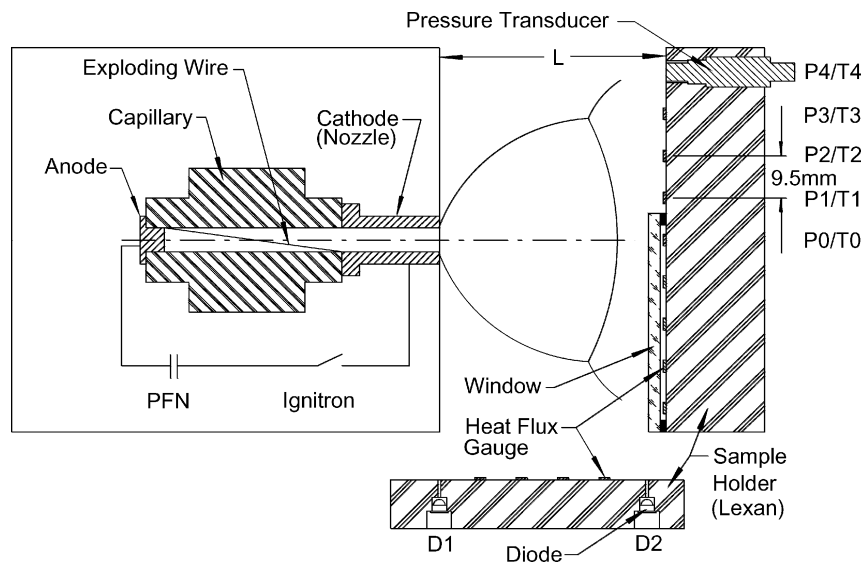 Pressure Transducer
L
Exploding Wire
P4/T4
Capillary
Cathode
(Nozzle)
P3/T3
Anode
P2/T2
9.5mm
P1/T1
P0/T0
Window
PFN
Ignitron
Heat Flux
Gauge
Sample
Holder
(Lexan)
D1
Diode
D2